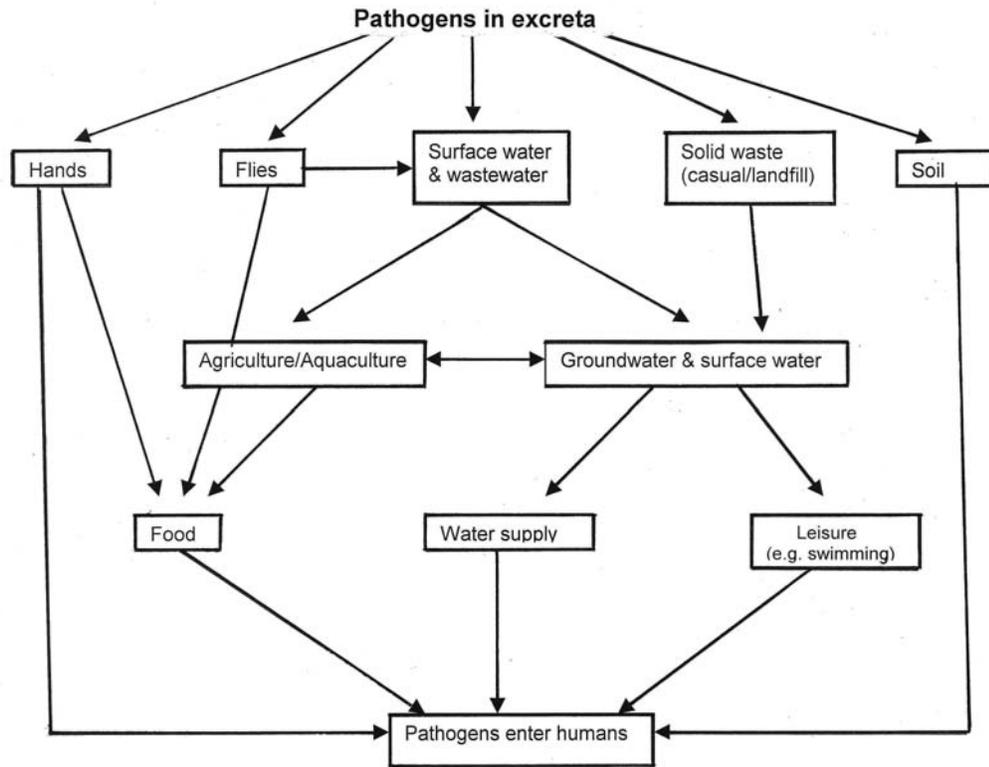 Pathogens in excreta
Hands
Flies
Surface water
& wastewater
Solid waste
(casual/landfill)
Soil
Agriculture/Aquaculture
Groundwater & surface water
Food
Water supply
Leisure
(e.g. swimming)
Pathogens enter humans